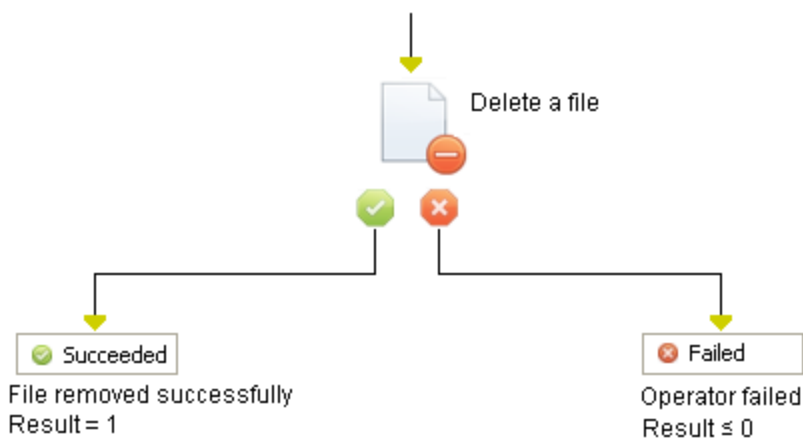 Delete a file
Succeeded
File removed successfully
Result = 1
Failed
Operator failed
Result ≤ 0